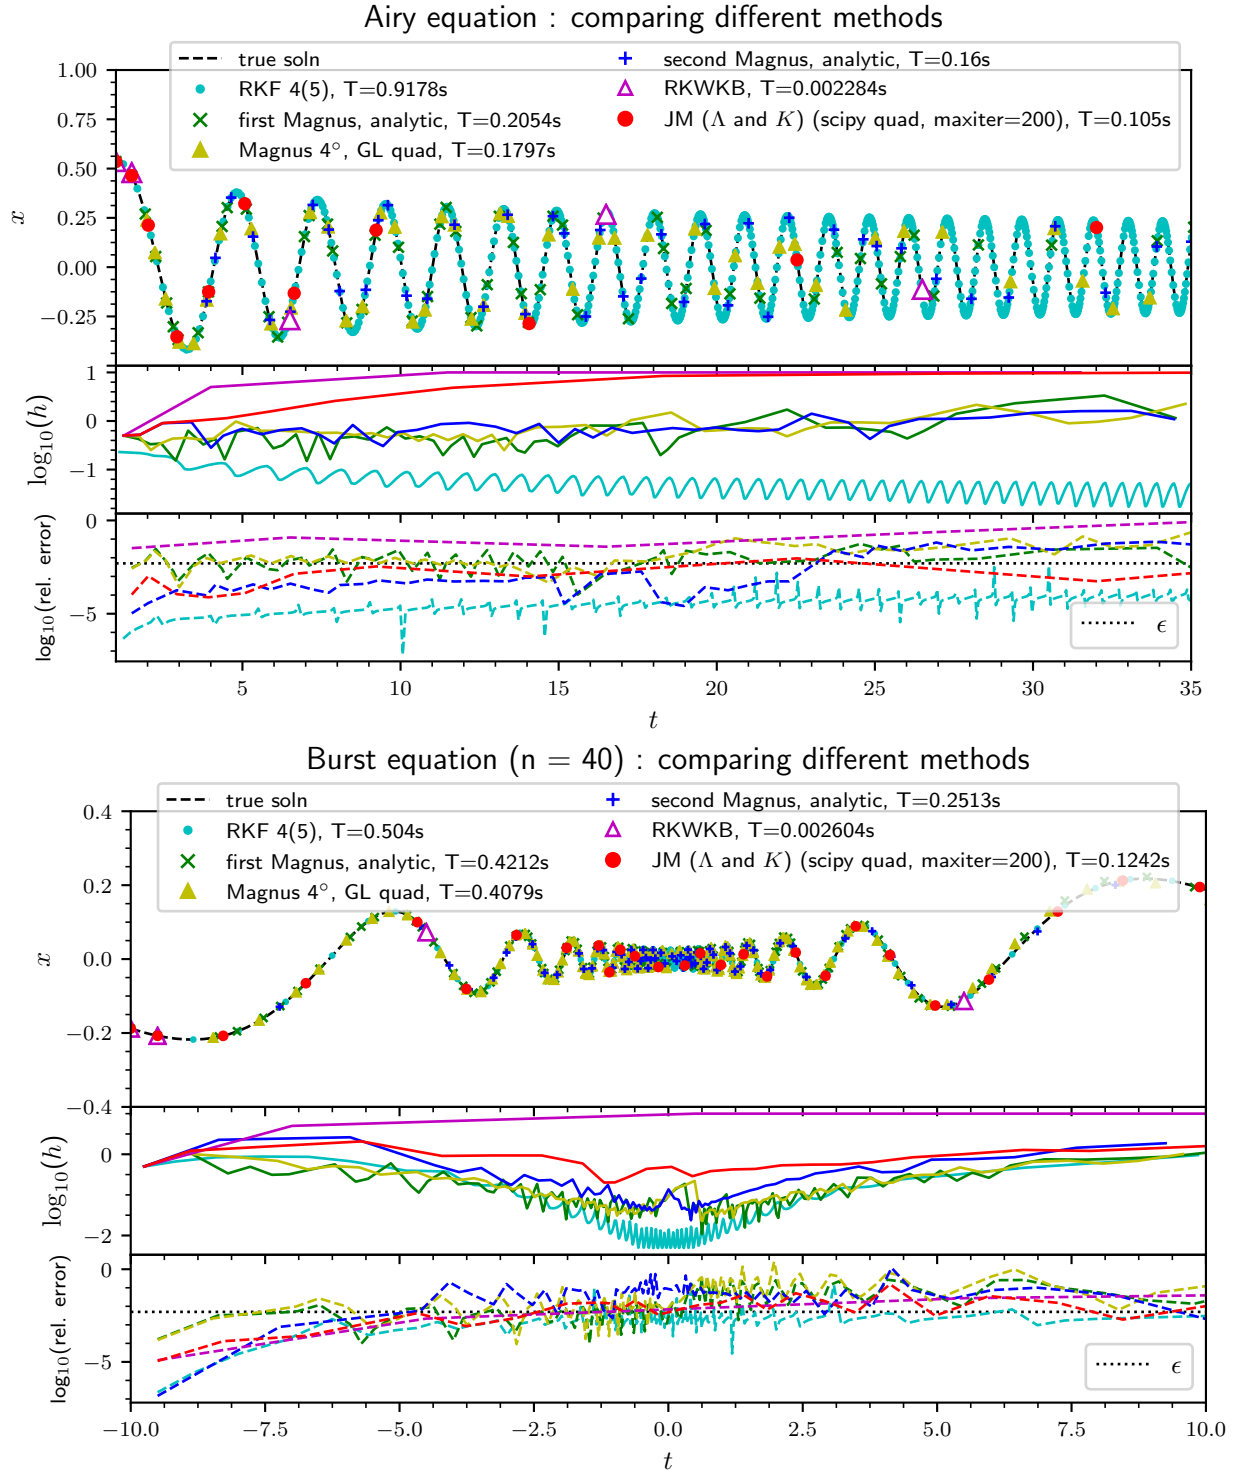 Airy equation : comparing different methods
true soln
RKF 4(5), T=0.9178s
first Magnus, analytic, T=0.2054s
Magnus 4°, GL quad, T=0.1797s
second Magnus, analytic, T=0.16s
RKWKB, T=0.002284s
JM (Λ and K) (scipy quad, maxiter=200), T=0.105s
x
1.00
0.75
0.50
0.25
0.00
−0.25
log₁₀(h)
1
0
−1
log₁₀(rel. error)
0
−5
ϵ
5
10
15
20
25
30
35
t
Burst equation (n = 40) : comparing different methods
true soln
RKF 4(5), T=0.504s
first Magnus, analytic, T=0.4212s
Magnus 4°, GL quad, T=0.4079s
second Magnus, analytic, T=0.2513s
RKWKB, T=0.002604s
JM (Λ and K) (scipy quad, maxiter=200), T=0.1242s
x
0.4
0.2
0.0
−0.2
−0.4
log₁₀(h)
0
−2
log₁₀(rel. error)
0
−5
ϵ
−10.0
−7.5
−5.0
−2.5
0.0
2.5
5.0
7.5
10.0
t